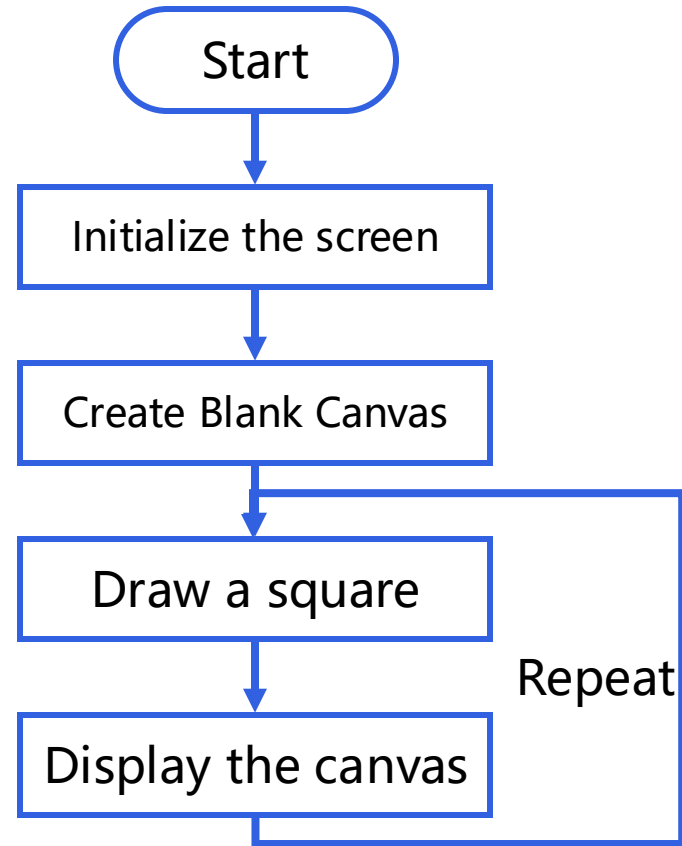 Start
Initialize the screen
Create Blank Canvas
Draw a square
Repeat
Display the canvas